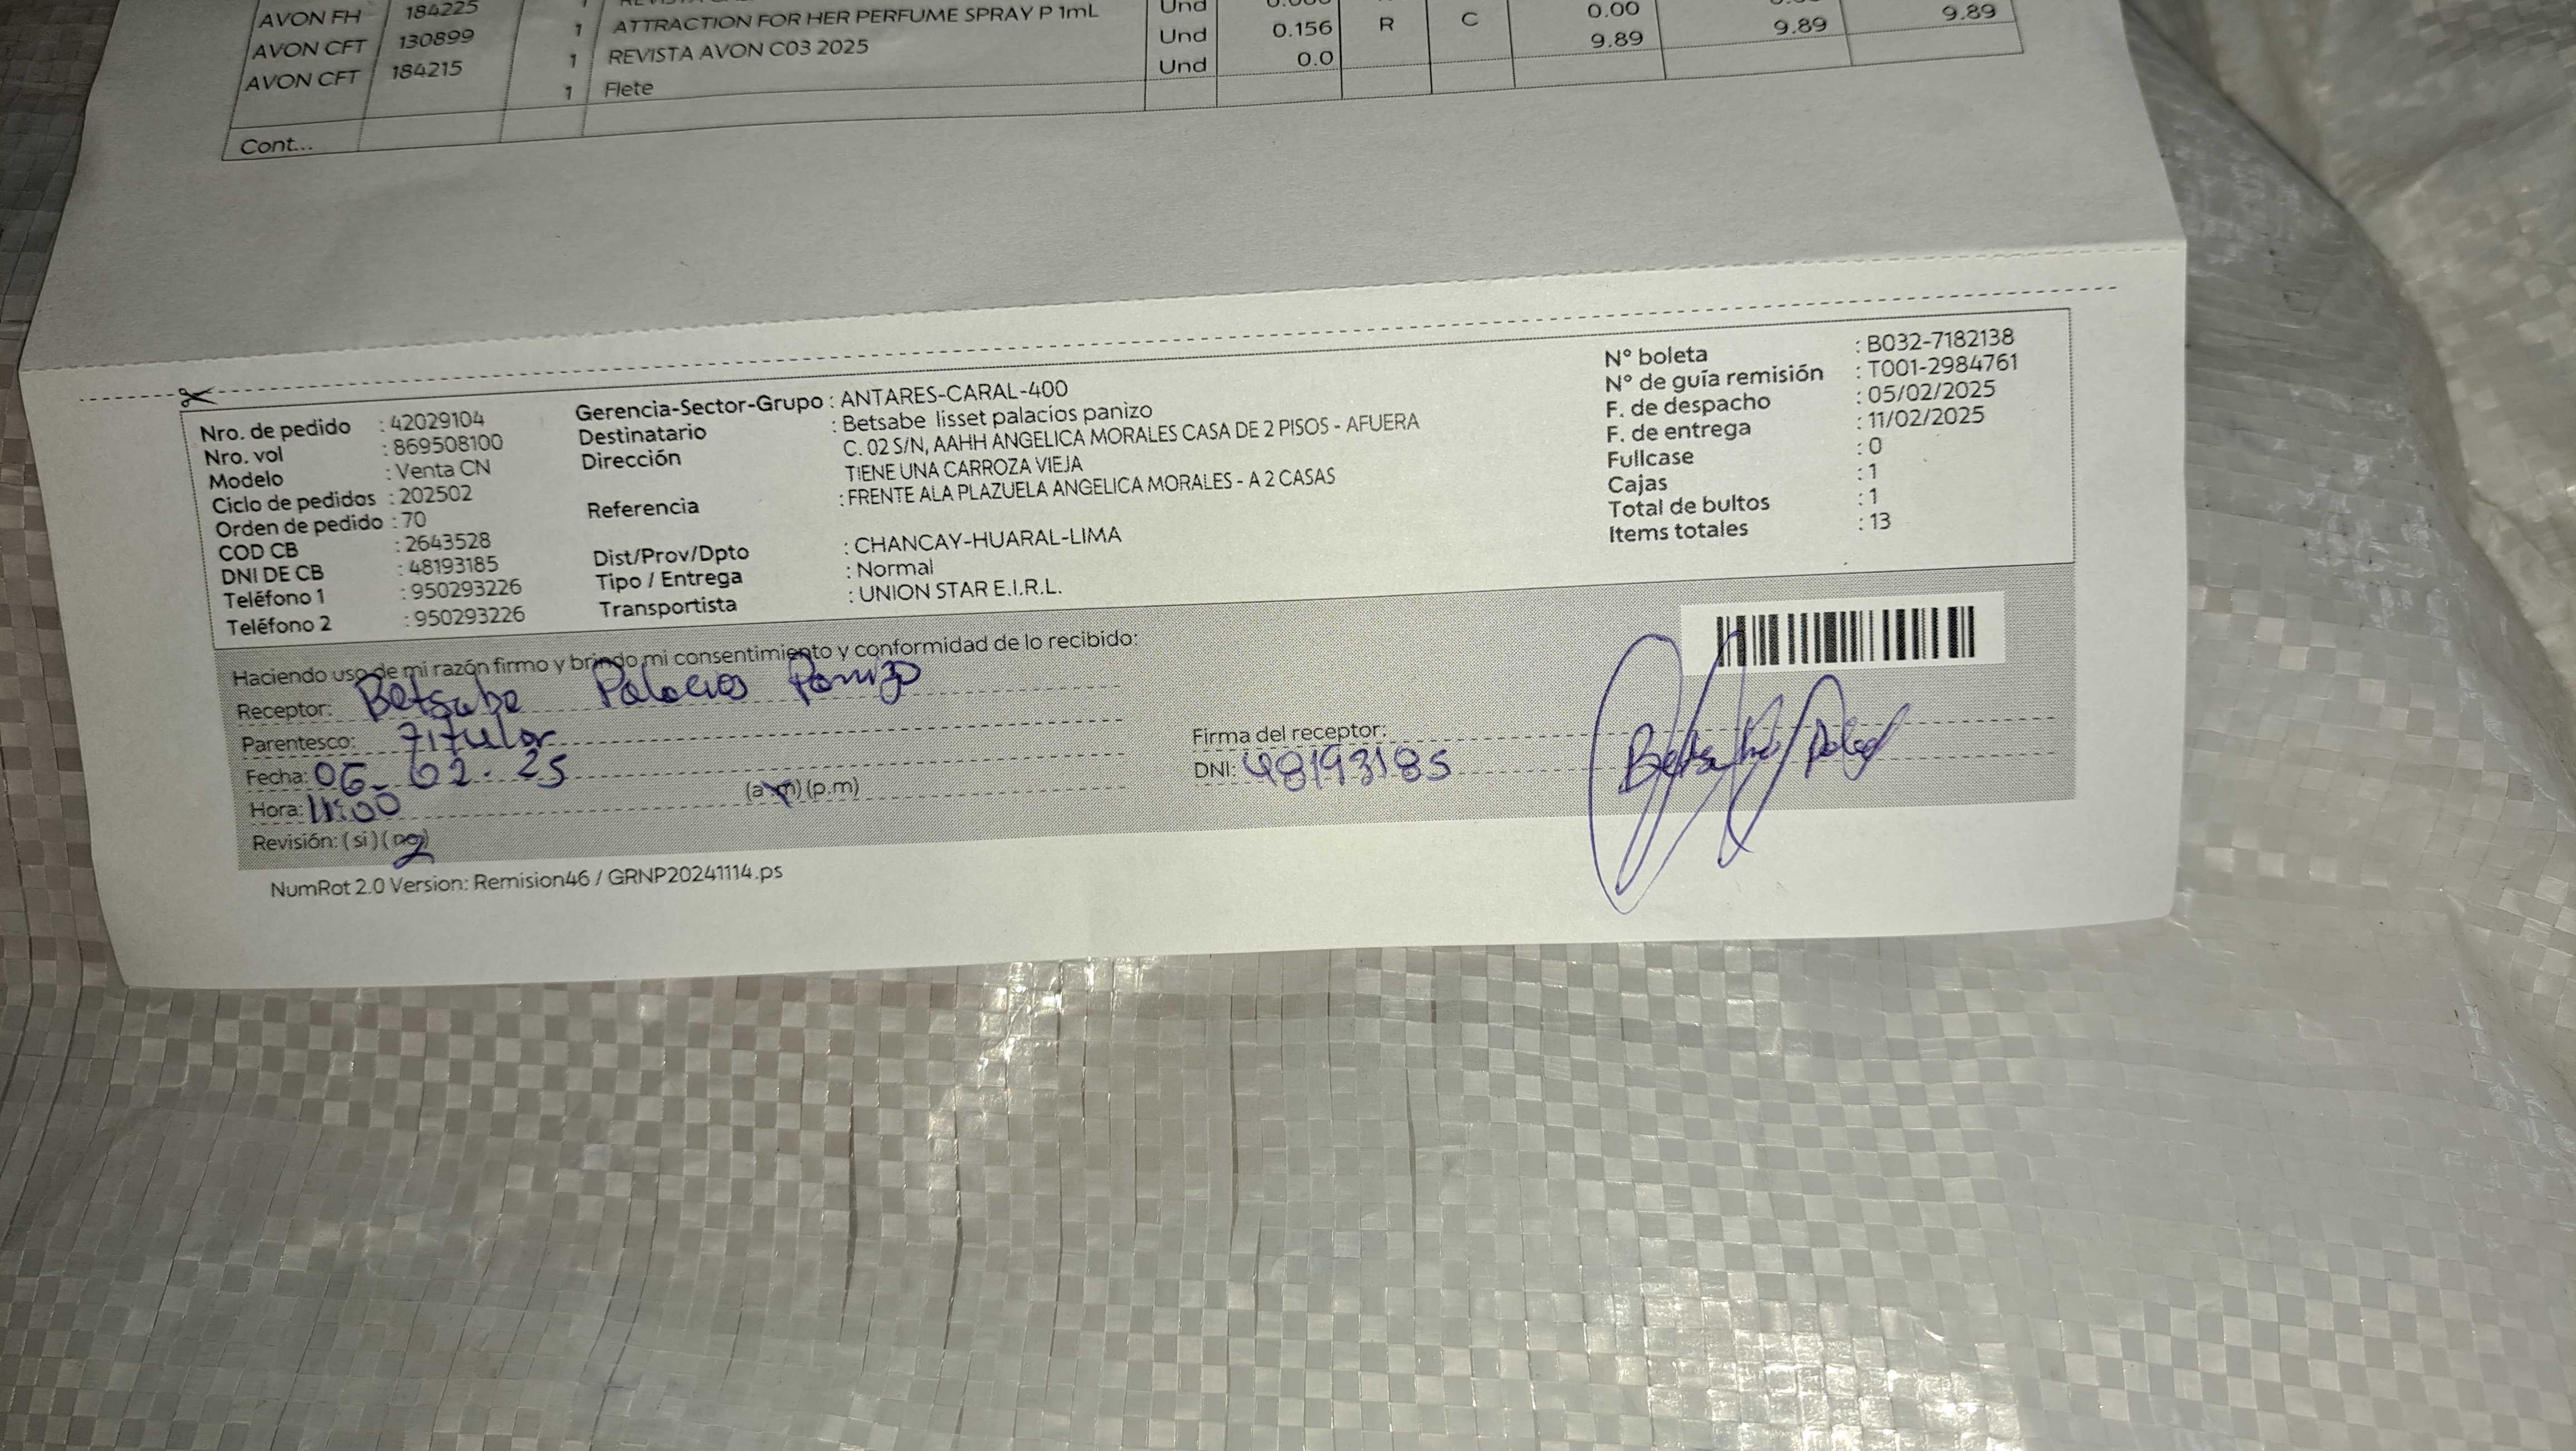 AVON FH 184225 1 Und
AVON CFT 130899 1 ATTRACTION FOR HER PERFUME SPRAY P 1mL Und 0.156 R C 0.00
AVON CFT 184215 1 REVISTA AVON C03 2025 Und 0.0 9.89 9.89 9.89
1 Flete
Cont...
Nro. de pedido : 42029104
Nro. vol : 869508100
Modelo : Venta CN
Ciclo de pedidos : 202502
Orden de pedido : 70
COD CB : 2643528
DNI DE CB : 48193185
Teléfono 1 : 950293226
Teléfono 2 : 950293226
Gerencia-Sector-Grupo : ANTARES-CARAL-400
Destinatario : Betsabe lisset palacios panizo
Dirección C. 02 S/N, AAHH ANGELICA MORALES CASA DE 2 PISOS - AFUERA
TIENE UNA CARROZA VIEJA
Referencia : FRENTE ALA PLAZUELA ANGELICA MORALES - A 2 CASAS
Dist/Prov/Dpto : CHANCAY-HUARAL-LIMA
Tipo / Entrega : Normal
Transportista : UNION STAR E.I.R.L.
N° boleta : B032-7182138
N° de guía remisión : T001-2984761
F. de despacho : 05/02/2025
F. de entrega : 11/02/2025
Fullcase : 0
Cajas : 1
Total de bultos : 1
Items totales : 13
Haciendo uso de mi razón firmo y brindo mi consentimiento y conformidad de lo recibido:
Receptor: Betsabe Palacios Panizo
Parentesco: Titular
Fecha: 06-02-25
Hora: 11:00 (a.m) (p.m)
Revisión: (si) (no)
Firma del receptor:
DNI: 48193185
NumRot 2.0 Version: Remision46 / GRNP20241114.ps